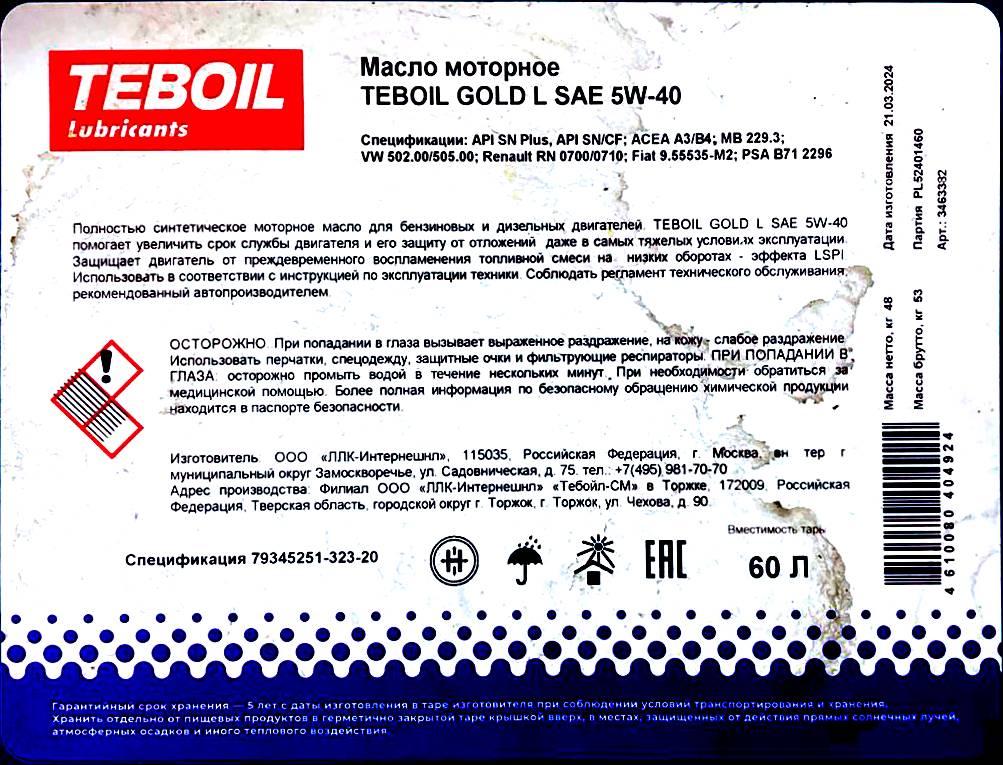 TEBOIL
Lubricants
Масло моторное
TEBOIL GOLD L SAE 5W-40
Спецификации: API SN Plus, API SN/CF; ACEA A3/B4; MB 229.3;
VW 502.00/505.00; Renault RN 0700/0710; Fiat 9.55535-M2; PSA B71 2296
Полностью синтетическое моторное масло для бензиновых и дизельных двигателей. TEBOIL GOLD L SAE 5W-40
помогает увеличить срок службы двигателя и его защиту от отложений даже в самых тяжелых условиях эксплуатации.
Защищает двигатель от преждевременного воспламенения топливной смеси на низких оборотах - эффекта LSPI.
Использовать в соответствии с инструкцией по эксплуатации техники. Соблюдать регламент технического обслуживания,
рекомендованный автопроизводителем.
ОСТОРОЖНО. При попадании в глаза вызывает выраженное раздражение, на кожу - слабое раздражение.
Использовать перчатки, спецодежду, защитные очки и фильтрующие респираторы. ПРИ ПОПАДАНИИ В
ГЛАЗА: осторожно промыть водой в течение нескольких минут. При необходимости обратиться за
медицинской помощью. Более полная информация по безопасному обращению химической продукции
находится в паспорте безопасности.
Изготовитель: ООО «ЛЛК-Интернешнл», 115035, Российская Федерация, г. Москва, вн тер г
муниципальный округ Замоскворечье, ул. Садовническая, д. 75. тел.: +7(495) 981-70-70
Адрес производства: Филиал ООО «ЛЛК-Интернешнл» «Тебойл-СМ» в Торжке, 172009, Российская
Федерация, Тверская область, городской округ г. Торжок, г. Торжок, ул. Чехова, д. 90.
Спецификация 79345251-323-20
EAC
Вместимость тары
60 Л
Дата изготовления 21.03.2024
Партия PL52401460
Арт.: 3463382
Масса нетто, кг 48
Масса брутто, кг 53
4 610080 404924
Гарантийный срок хранения — 5 лет с даты изготовления в таре изготовителя при соблюдении условий транспортирования и хранения.
Хранить отдельно от пищевых продуктов в герметично закрытой таре крышкой вверх, в местах, защищенных от действия прямых солнечных лучей,
атмосферных осадков и иного теплового воздействия.